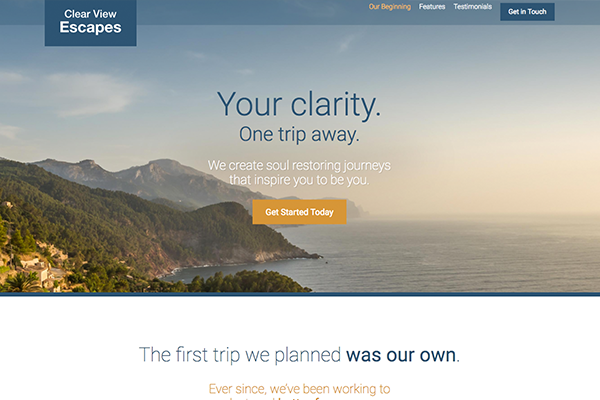 Clear View
Escapes
Our Beginning Features Testimonials Get in Touch
Your clarity.
One trip away.
We create soul restoring journeys
that inspire you to be you.
Get Started Today
The first trip we planned was our own.
Ever since, we've been working to